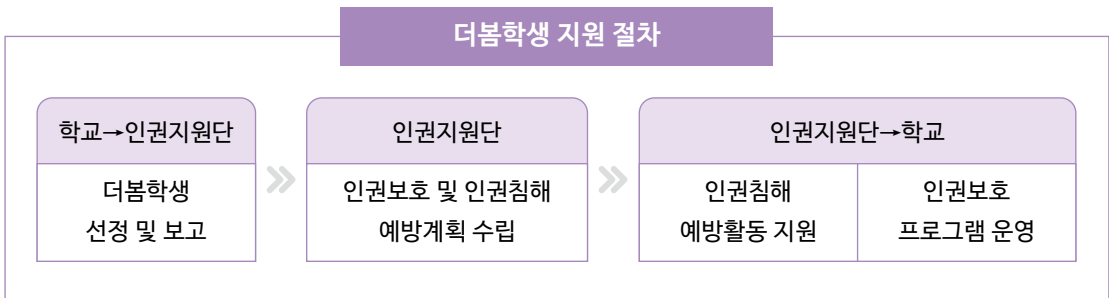 더봄학생 지원 절차
학교→인권지원단
더봄학생
선정 및 보고
인권지원단
인권보호 및 인권침해
예방계획 수립
인권지원단→학교
인권침해
예방활동 지원
인권보호
프로그램 운영